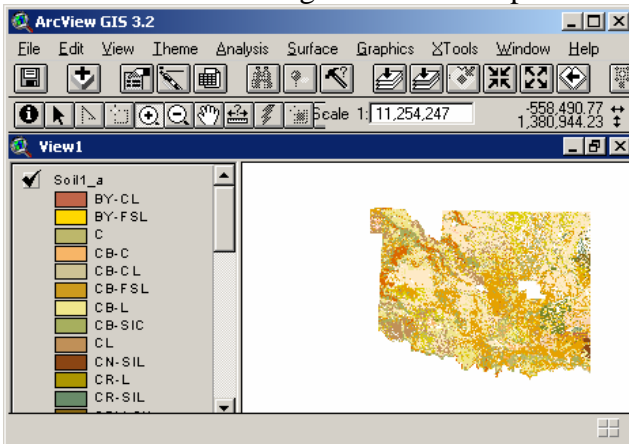 ArcView GIS 3.2
File Edit View Theme Analysis Surface Graphics XTools Window Help
Scale 1: 11,254,247 -558,490.77
1,380,944.23
View1
Soil1_a
BY-CL
BY-FSL
C
CB-C
CB-CL
CB-FSL
CB-L
CB-SIC
CL
CN-SIL
CR-L
CR-SIL